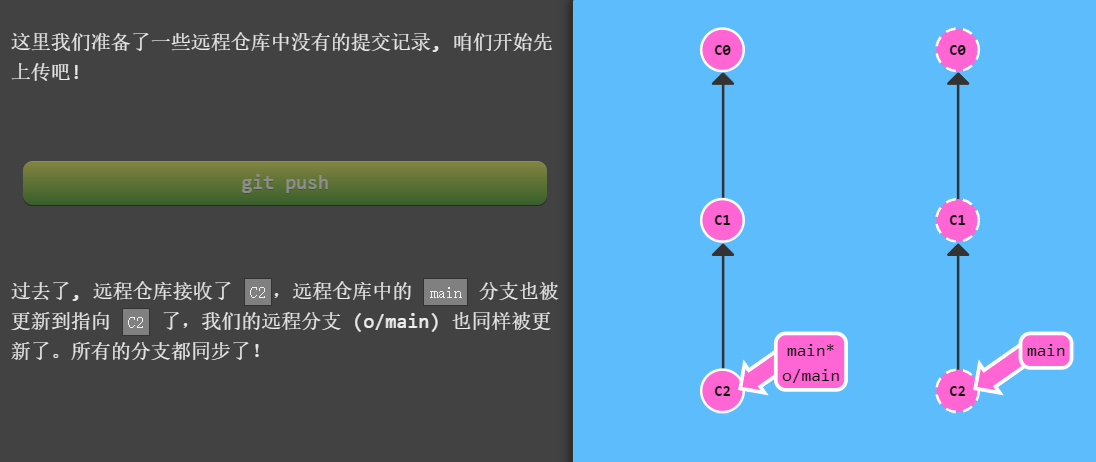 这里我们准备了一些远程仓库中没有的提交记录, 咱们开始先
上传吧!
git push
过去了, 远程仓库接收了 C2, 远程仓库中的 main 分支也被
更新到指向 C2 了, 我们的远程分支 (o/main) 也同样被更
新了。所有的分支都同步了!
C0
C0
C1
C1
main*
o/main
main
C2
C2